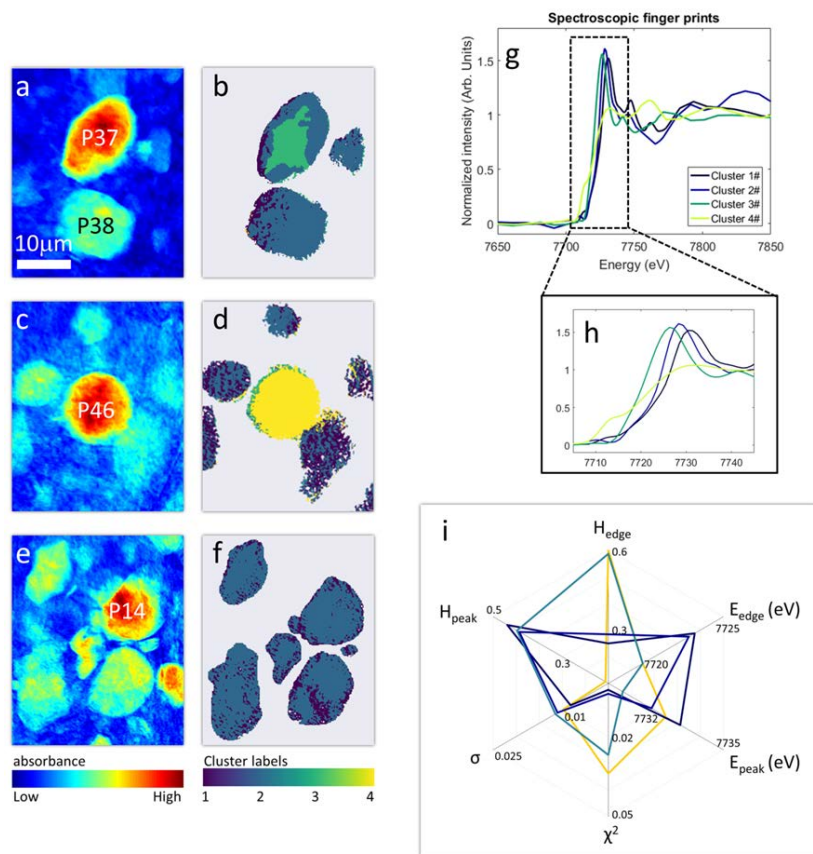 a
P37
P38
10μm
b
c
P46
d
e
P14
f
absorbance
Low High
Cluster labels
1 2 3 4
Spectroscopic finger prints
g
Normalized intensity (Arb. Units)
1.5
1
0.5
0
Cluster 1#
Cluster 2#
Cluster 3#
Cluster 4#
7650 7700 7750 7800 7850
Energy (eV)
h
1.5
1
0.5
0
7710 7720 7730 7740
i
H edge
0.6
0.3
E edge (eV)
7725
7720
E peak (eV)
7735
7732
χ²
0.05
0.02
σ
0.025
0.01
H peak
0.5
0.3